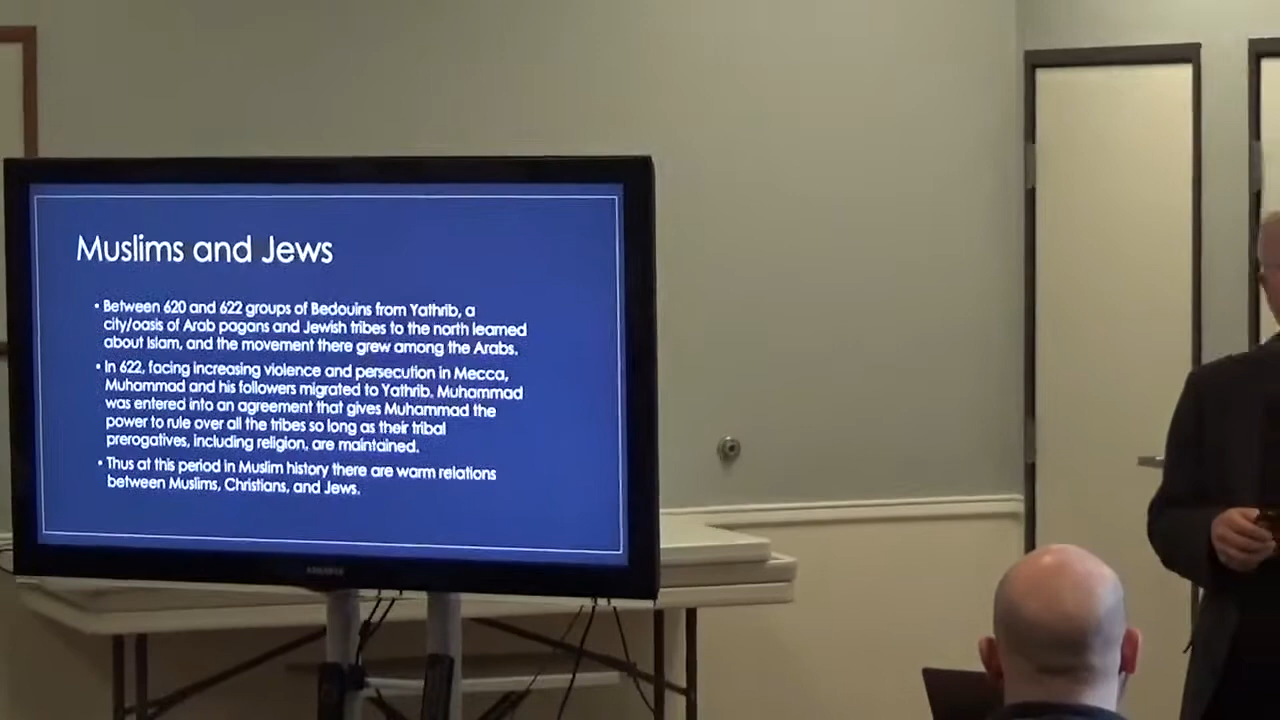 Muslims and Jews
• Between 620 and 622 groups of Bedouins from Yathrib, a
city/oasis of Arab pagans and Jewish tribes to the north learned
about Islam, and the movement there grew among the Arabs.
• In 622, facing increasing violence and persecution in Mecca,
Muhammad and his followers migrated to Yathrib. Muhammad
was entered into an agreement that gives Muhammad the
power to rule over all the tribes so long as their tribal
prerogatives, including religion, are maintained.
• Thus at this period in Muslim history there are warm relations
between Muslims, Christians, and Jews.